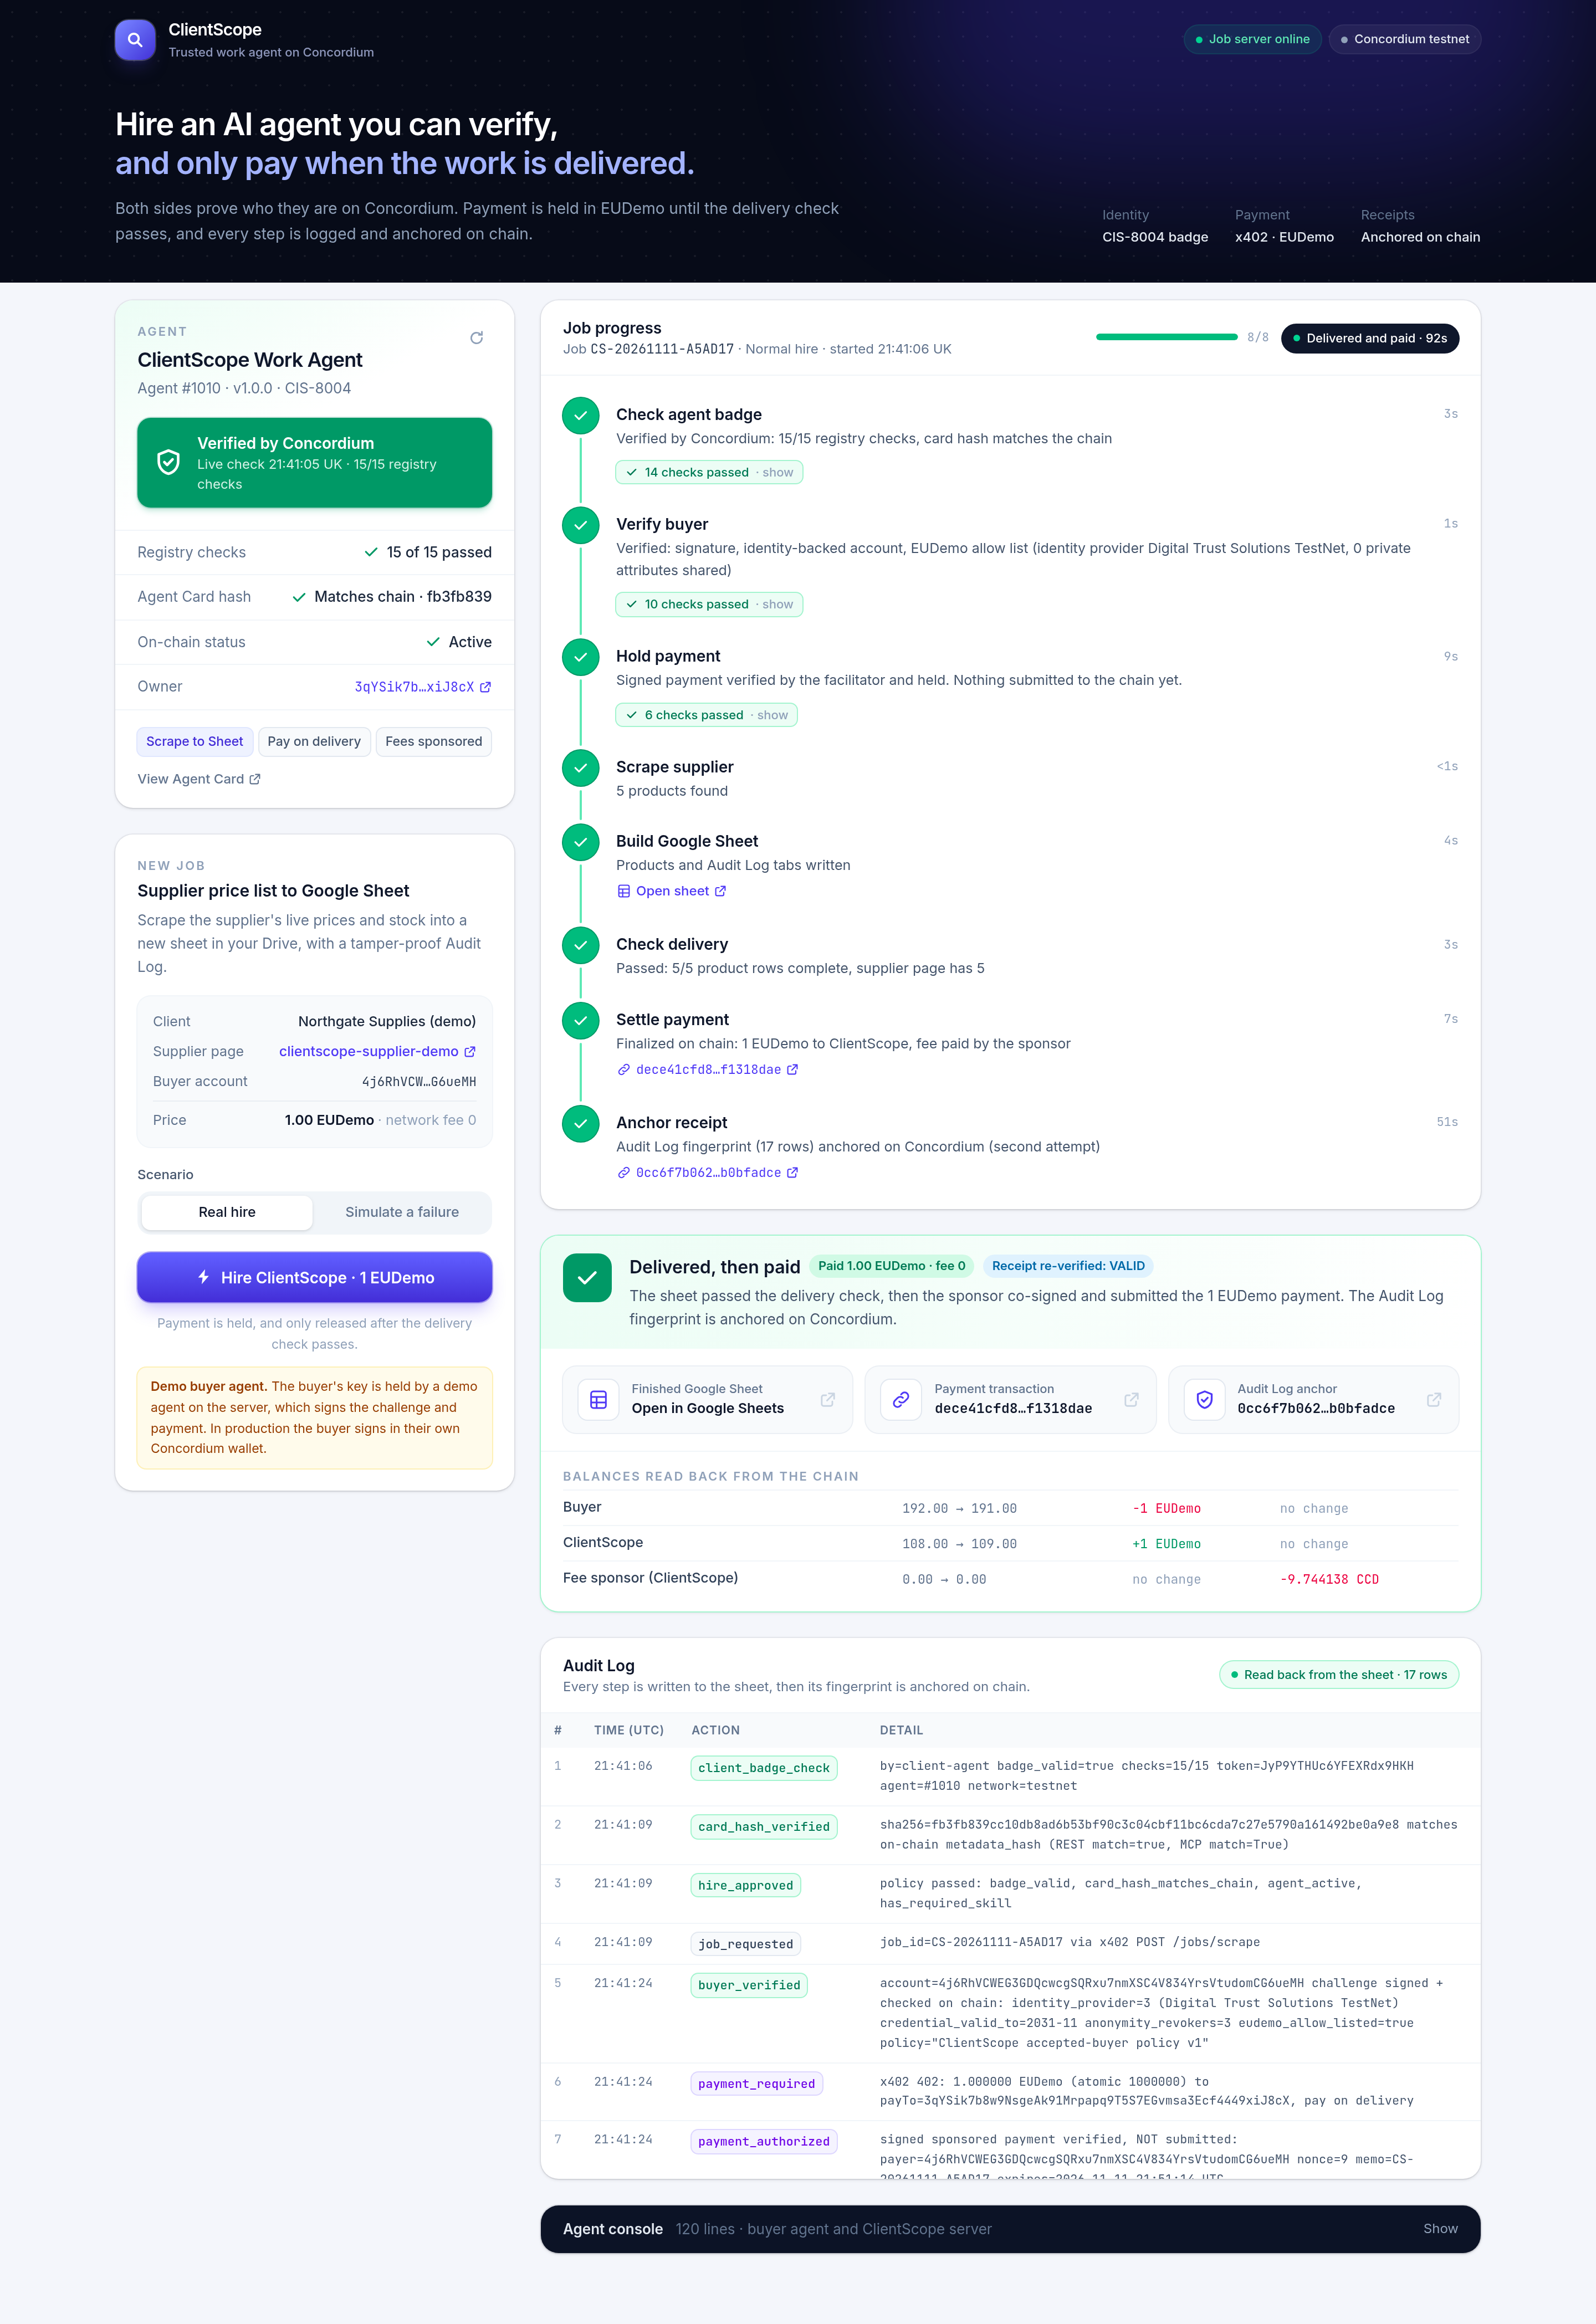 ClientScope
Trusted work agent on Concordium
Job server online
Concordium testnet
Hire an AI agent you can verify,
and only pay when the work is delivered.
Both sides prove who they are on Concordium. Payment is held in EUDemo until the delivery check
passes, and every step is logged and anchored on chain.
Identity
CIS-8004 badge
Payment
x402 · EUDemo
Receipts
Anchored on chain
AGENT
ClientScope Work Agent
Agent #1010 · v1.0.0 · CIS-8004
Verified by Concordium
Live check 21:41:05 UK · 15/15 registry
checks
Registry checks
15 of 15 passed
Agent Card hash
Matches chain · fb3fb839
On-chain status
Active
Owner
3qYSik7b…xiJ8cX
Scrape to Sheet
Pay on delivery
Fees sponsored
View Agent Card
NEW JOB
Supplier price list to Google Sheet
Scrape the supplier's live prices and stock into a
new sheet in your Drive, with a tamper-proof Audit
Log.
Client
Northgate Supplies (demo)
Supplier page
clientscope-supplier-demo
Buyer account
4j6RhVCW…G6ueMH
Price
1.00 EUDemo · network fee 0
Scenario
Real hire
Simulate a failure
Hire ClientScope · 1 EUDemo
Payment is held, and only released after the delivery
check passes.
Demo buyer agent. The buyer's key is held by a demo
agent on the server, which signs the challenge and
payment. In production the buyer signs in their own
Concordium wallet.
Job progress
Job CS-20261111-A5AD17 · Normal hire · started 21:41:06 UK
8/8
Delivered and paid · 92s
Check agent badge
3s
Verified by Concordium: 15/15 registry checks, card hash matches the chain
14 checks passed · show
Verify buyer
1s
Verified: signature, identity-backed account, EUDemo allow list (identity provider Digital Trust Solutions TestNet, 0 private
attributes shared)
10 checks passed · show
Hold payment
9s
Signed payment verified by the facilitator and held. Nothing submitted to the chain yet.
6 checks passed · show
Scrape supplier
<1s
5 products found
Build Google Sheet
4s
Products and Audit Log tabs written
Open sheet
Check delivery
3s
Passed: 5/5 product rows complete, supplier page has 5
Settle payment
7s
Finalized on chain: 1 EUDemo to ClientScope, fee paid by the sponsor
dece41cfd8…f1318dae
Anchor receipt
51s
Audit Log fingerprint (17 rows) anchored on Concordium (second attempt)
0cc6f7b062…b0bfadce
Delivered, then paid
Paid 1.00 EUDemo · fee 0
Receipt re-verified: VALID
The sheet passed the delivery check, then the sponsor co-signed and submitted the 1 EUDemo payment. The Audit Log
fingerprint is anchored on Concordium.
Finished Google Sheet
Open in Google Sheets
Payment transaction
dece41cfd8…f1318dae
Audit Log anchor
0cc6f7b062…b0bfadce
BALANCES READ BACK FROM THE CHAIN
Buyer 192.00 → 191.00 -1 EUDemo no change
ClientScope 108.00 → 109.00 +1 EUDemo no change
Fee sponsor (ClientScope) 0.00 → 0.00 no change -9.744138 CCD
Audit Log
Every step is written to the sheet, then its fingerprint is anchored on chain.
Read back from the sheet · 17 rows
# TIME (UTC) ACTION DETAIL
1 21:41:06 client_badge_check by=client-agent badge_valid=true checks=15/15 token=JyP9YTHUc6YFEXRdx9HKH
agent=#1010 network=testnet
2 21:41:09 card_hash_verified sha256=fb3fb839cc10db8ad6b53bf90c3c04cbf11bc6cda7c27e5790a161492be0a9e8 matches
on-chain metadata_hash (REST match=true, MCP match=True)
3 21:41:09 hire_approved policy passed: badge_valid, card_hash_matches_chain, agent_active,
has_required_skill
4 21:41:09 job_requested job_id=CS-20261111-A5AD17 via x402 POST /jobs/scrape
5 21:41:24 buyer_verified account=4j6RhVCWEG3GDQcwcgSQRxu7nmXSC4V834YrsVtudomCG6ueMH challenge signed +
checked on chain: identity_provider=3 (Digital Trust Solutions TestNet)
credential_valid_to=2031-11 anonymity_revokers=3 eudemo_allow_listed=true
policy="ClientScope accepted-buyer policy v1"
6 21:41:24 payment_required x402 402: 1.000000 EUDemo (atomic 1000000) to
payTo=3qYSik7b8w9NsgeAk91Mrpapq9T5S7EGvmsa3Ecf4449xiJ8cX, pay on delivery
7 21:41:24 payment_authorized signed sponsored payment verified, NOT submitted:
payer=4j6RhVCWEG3GDQcwcgSQRxu7nmXSC4V834YrsVtudomCG6ueMH nonce=9 memo=CS-
20261111-A5AD17 expires=2026-11-11 21:51:14 UTC
Agent console 120 lines · buyer agent and ClientScope server
Show